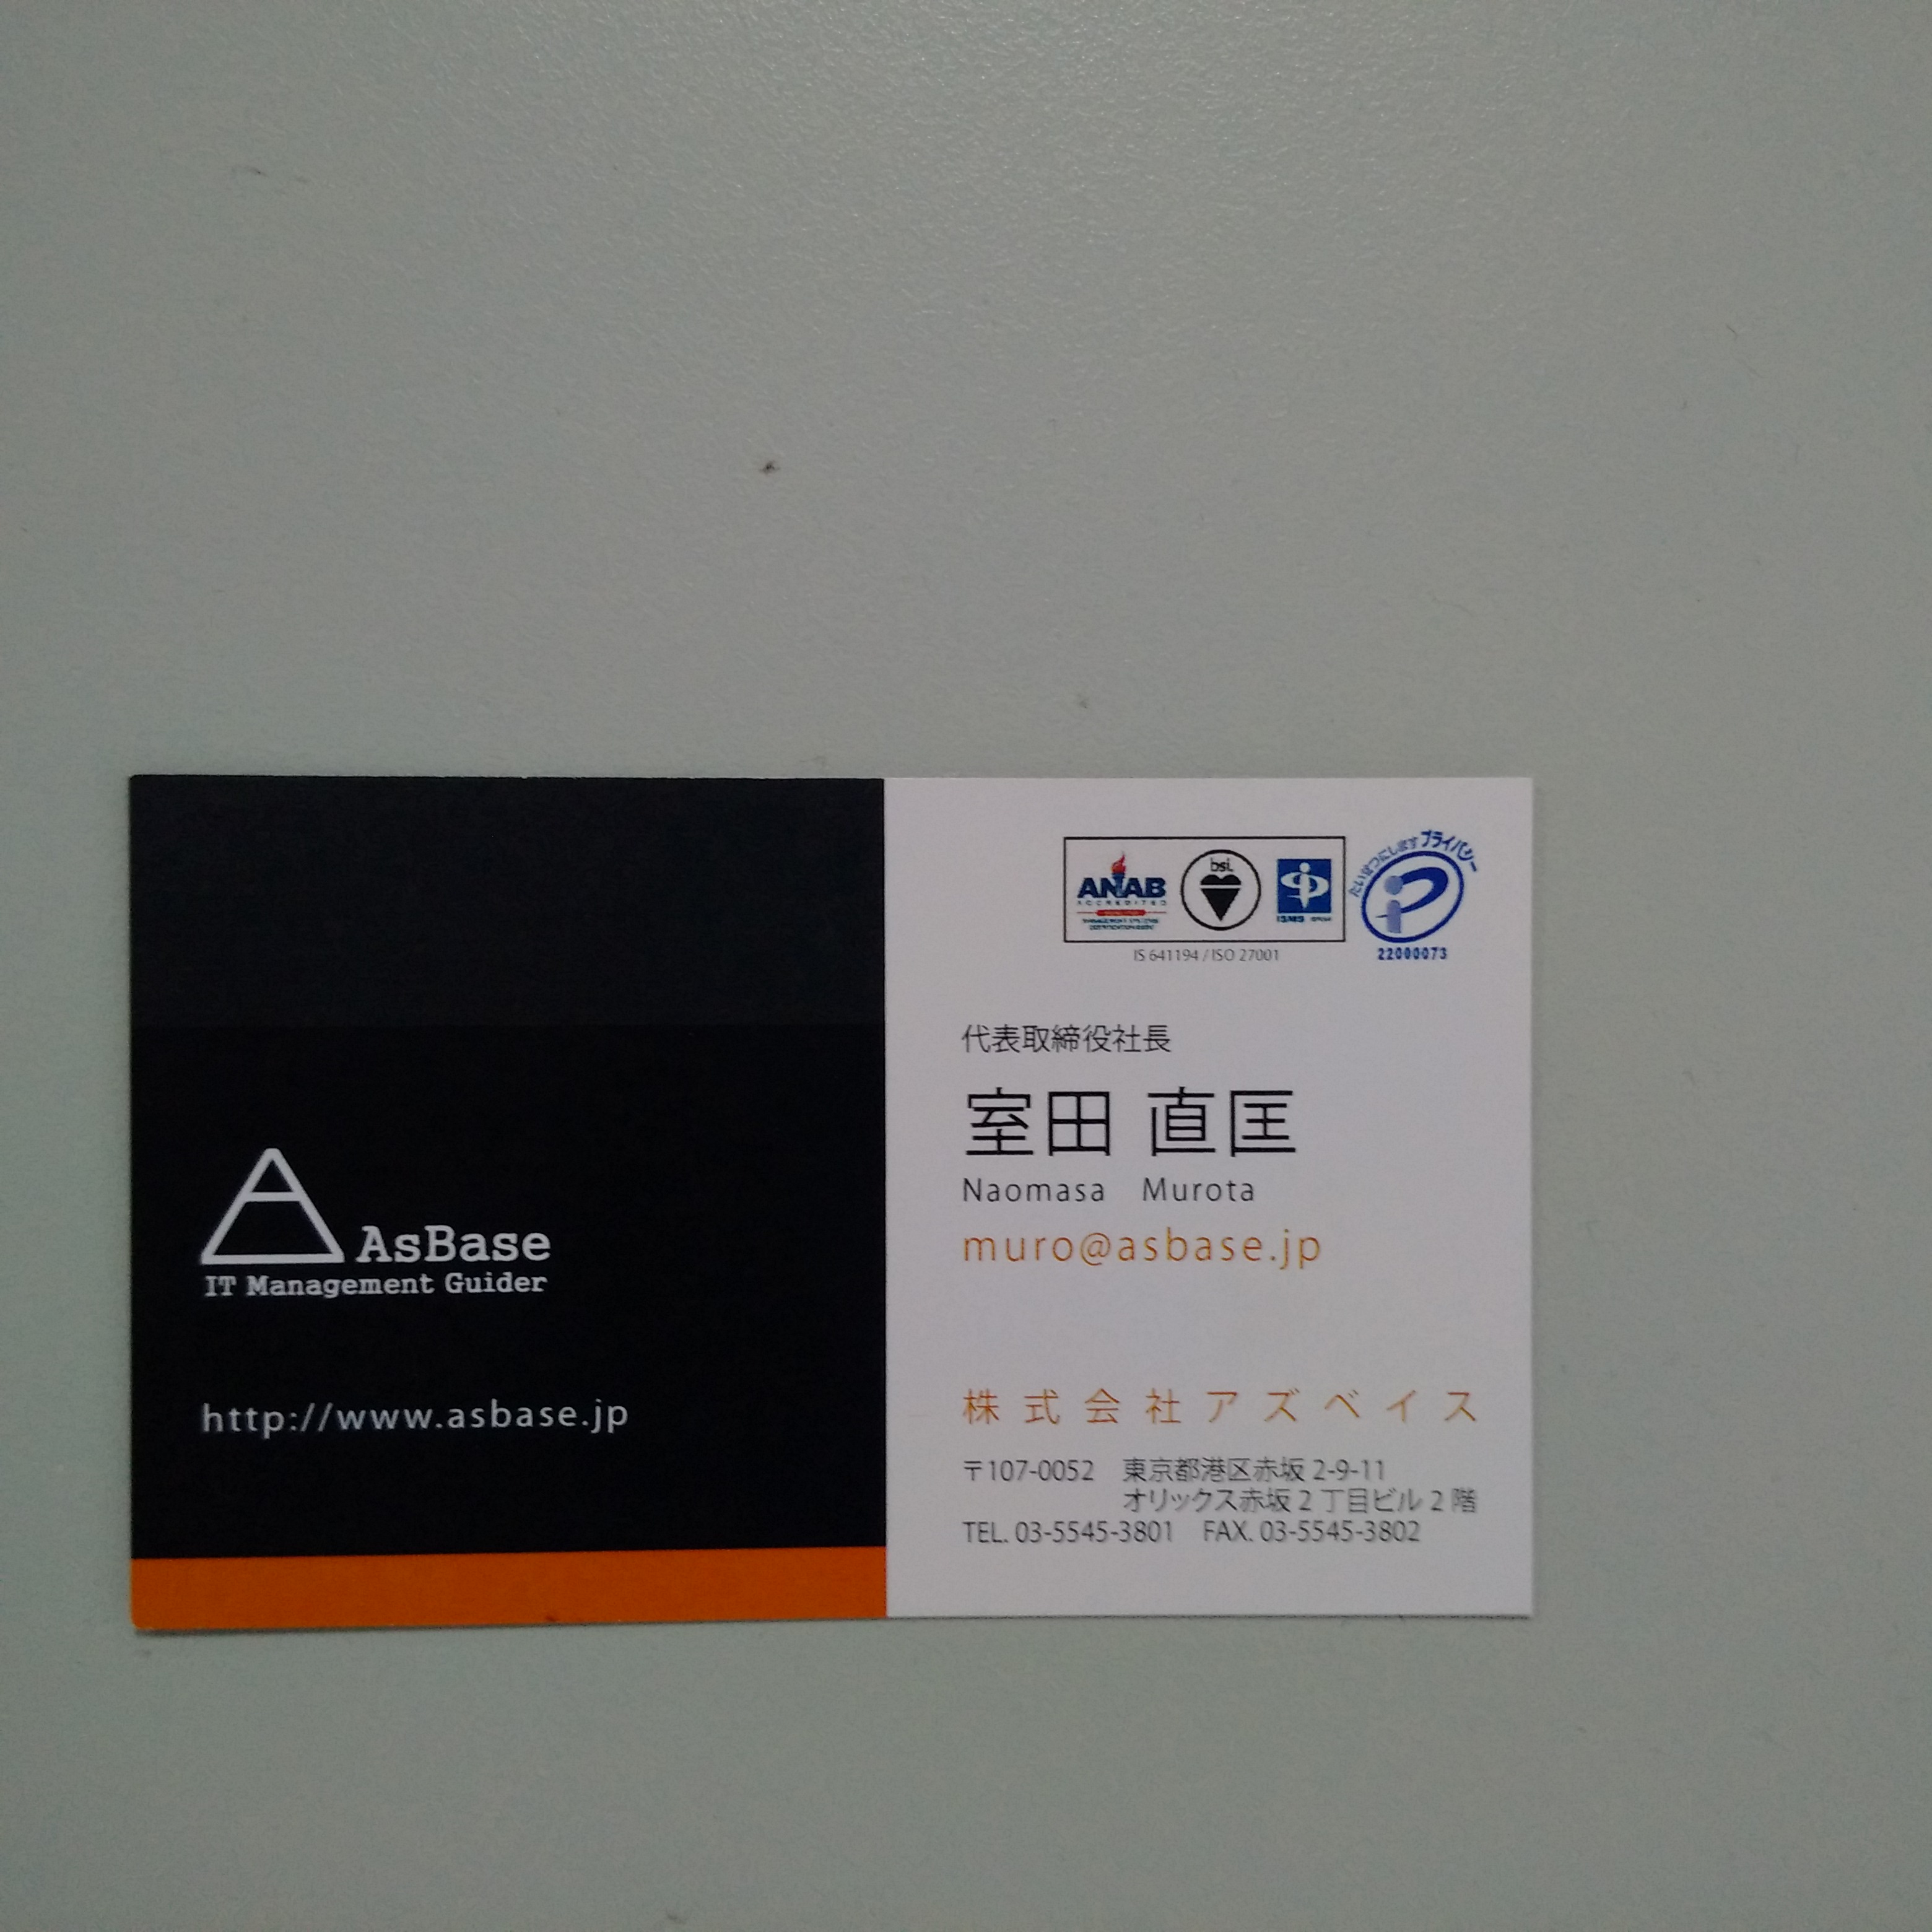 AsBase
IT Management Guider
http://www.asbase.jp
ANAB
ACCREDITED
bsi.
ISMS
たいせつにします プライバシー
22000073
IS 641194 / ISO 27001
代表取締役社長
室田 直匡
Naomasa Murota
muro@asbase.jp
株式会社アズベイス
〒107-0052 東京都港区赤坂 2-9-11
オリックス赤坂 2 丁目ビル 2 階
TEL. 03-5545-3801 FAX. 03-5545-3802